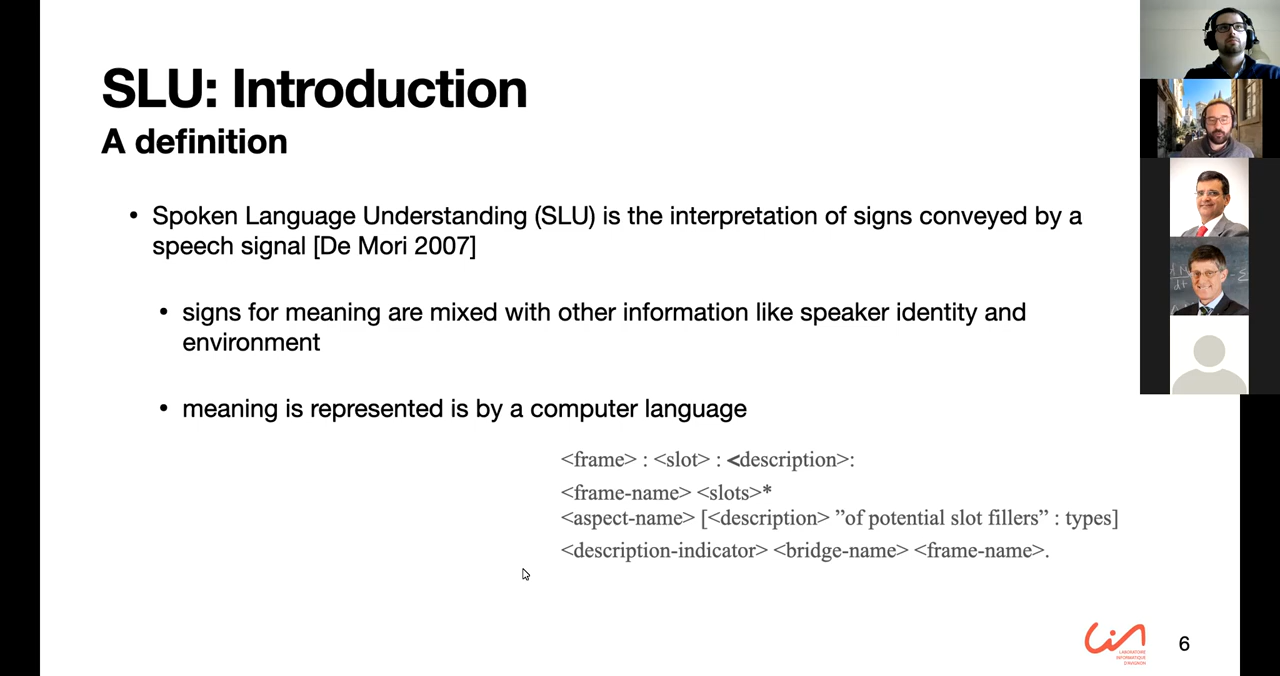 SLU: Introduction
A definition
• Spoken Language Understanding (SLU) is the interpretation of signs conveyed by a
speech signal [De Mori 2007]
• signs for meaning are mixed with other information like speaker identity and
environment
• meaning is represented is by a computer language
<frame> : <slot> : <description>:
<frame-name> <slots>*
<aspect-name> [<description> ”of potential slot fillers” : types]
<description-indicator> <bridge-name> <frame-name>.
LABORATOIRE
INFORMATIQUE
D'AVIGNON
6